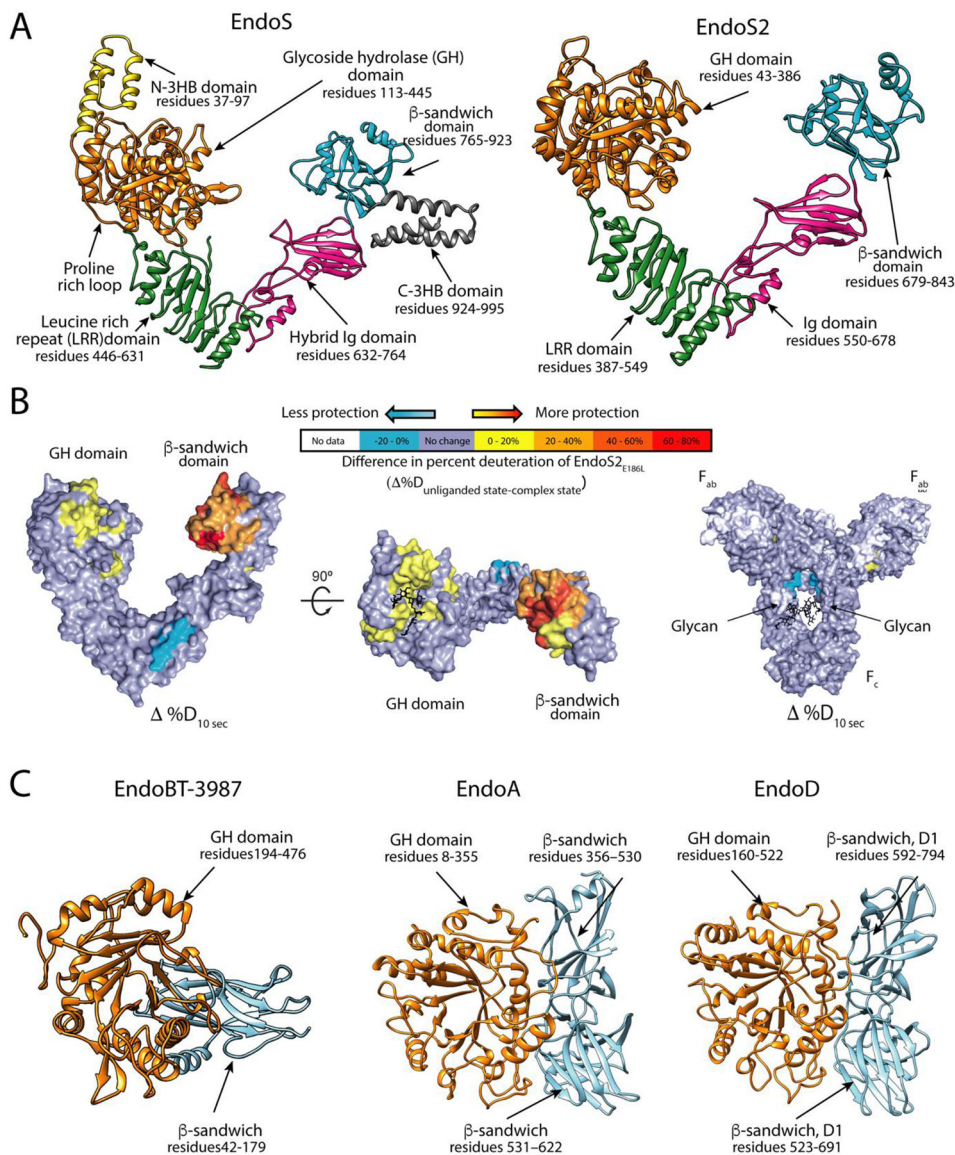 A
EndoS
N-3HB domain
residues 37-97
Glycoside hydrolase (GH)
domain
residues 113-445
β-sandwich
domain
residues 765-923
Proline
rich loop
Leucine rich
repeat (LRR)domain
residues 446-631
Hybrid Ig domain
residues 632-764
C-3HB domain
residues 924-995
EndoS2
GH domain
residues 43-386
LRR domain
residues 387-549
Ig domain
residues 550-678
β-sandwich
domain
residues 679-843
B
Less protection
More protection
No data
-20 - 0%
No change
0 - 20%
20 - 40%
40 - 60%
60 - 80%
Difference in percent deuteration of EndoS2E186L
(Δ%Dunliganded state-complex state)
GH domain
β-sandwich
domain
Δ %D10 sec
90°
GH domain
β-sandwich
domain
Fab
Fab
Glycan
Glycan
Fc
Δ %D10 sec
C
EndoBT-3987
GH domain
residues194-476
β-sandwich
residues42-179
EndoA
GH domain
residues 8-355
β-sandwich
residues 356–530
β-sandwich
residues 531–622
EndoD
GH domain
residues160-522
β-sandwich, D1
residues 592-794
β-sandwich, D1
residues 523-691